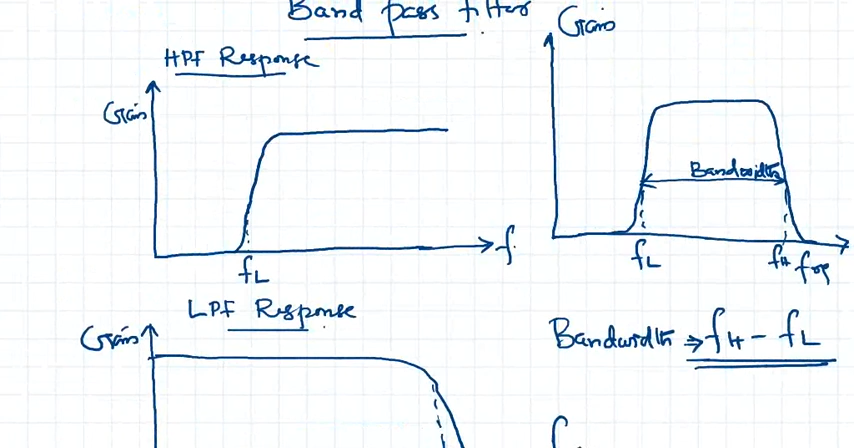 Band pass filter
HPF Response
Gain
f
fL
LPF Response
Gain
Gain
Bandwidth
fL
fH
Bandwidth ⇒ fH - fL